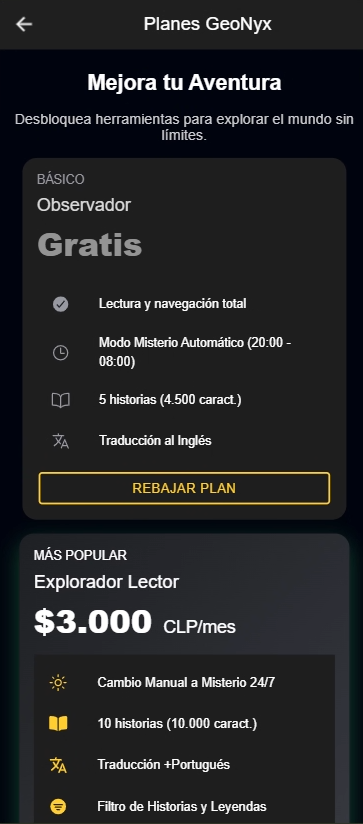 Planes GeoNyx
Mejora tu Aventura
Desbloquea herramientas para explorar el mundo sin
límites.
BÁSICO
Observador
Gratis
Lectura y navegación total
Modo Misterio Automático (20:00 -
08:00)
5 historias (4.500 caract.)
Traducción al Inglés
REBAJAR PLAN
MÁS POPULAR
Explorador Lector
$3.000 CLP/mes
Cambio Manual a Misterio 24/7
10 historias (10.000 caract.)
Traducción +Portugués
Filtro de Historias y Leyendas